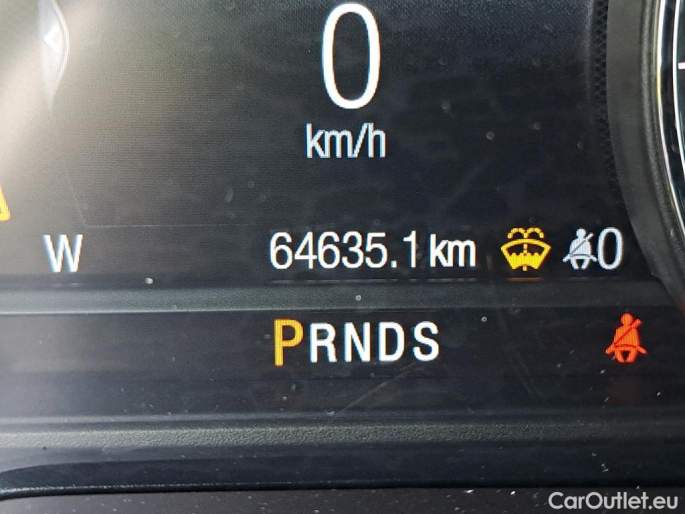 0
km/h
W 64635.1 km 0
PRNDS
CarOutlet.eu